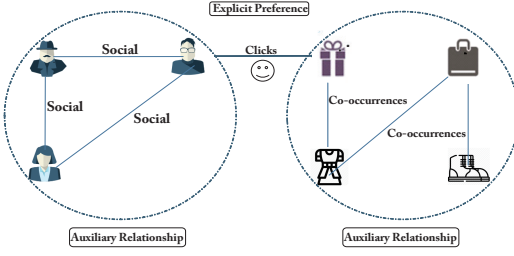 Explicit Preference
Social
Clicks
Social
Social
Co-occurrences
Co-occurrences
Auxiliary Relationship
Auxiliary Relationship